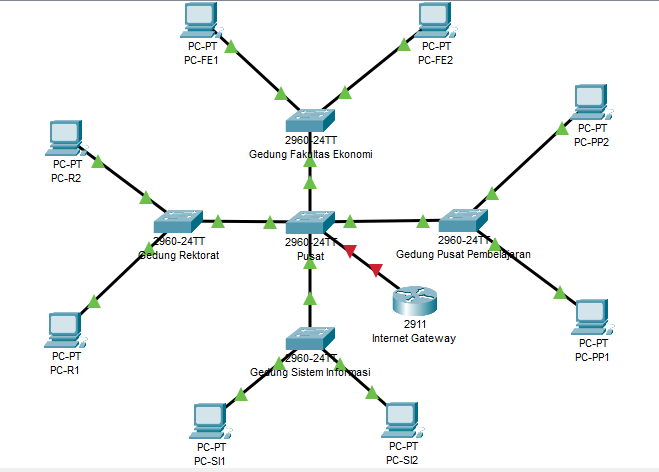 PC-PT
PC-FE1
PC-PT
PC-FE2
2960-24TT
Gedung Fakultas Ekonomi
PC-PT
PC-PP2
PC-PT
PC-R2
2960-24TT
Gedung Rektorat
2960-24TT
Pusat
2960-24TT
Gedung Pusat Pembelajaran
2911
Internet Gateway
PC-PT
PC-R1
2960-24TT
Gedung Sistem Informasi
PC-PT
PC-PP1
PC-PT
PC-SI1
PC-PT
PC-SI2